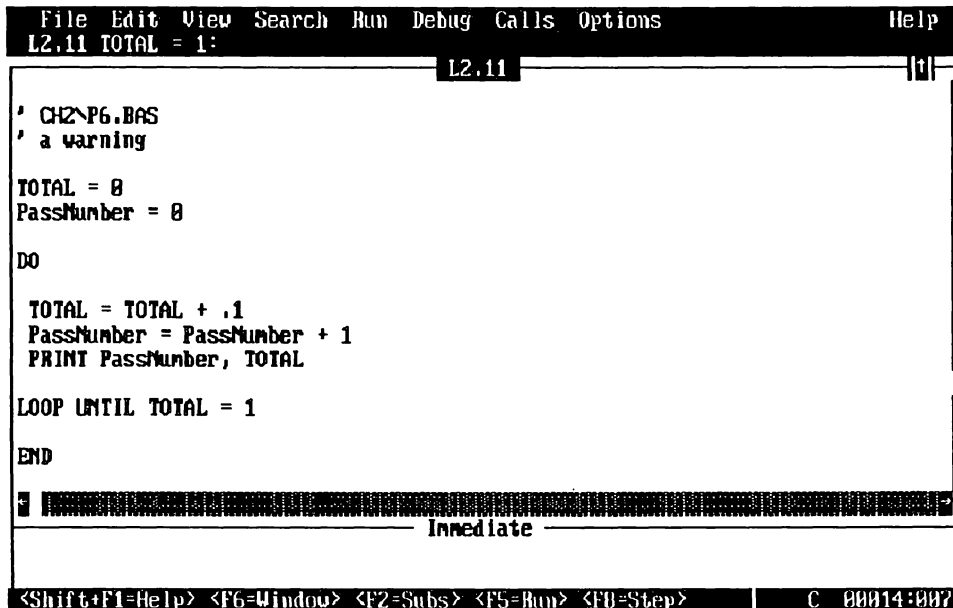 File Edit View Search Run Debug Calls Options Help
L2.11 TOTAL = 1:
L2.11
' CH2\P6.BAS
' a warning
TOTAL = 0
PassNumber = 0
DO
TOTAL = TOTAL + .1
PassNumber = PassNumber + 1
PRINT PassNumber, TOTAL
LOOP UNTIL TOTAL = 1
END
Immediate
<Shift+F1=Help> <F6=Window> <F2=Subs> <F5=Run> <F8=Step> C 00014:007